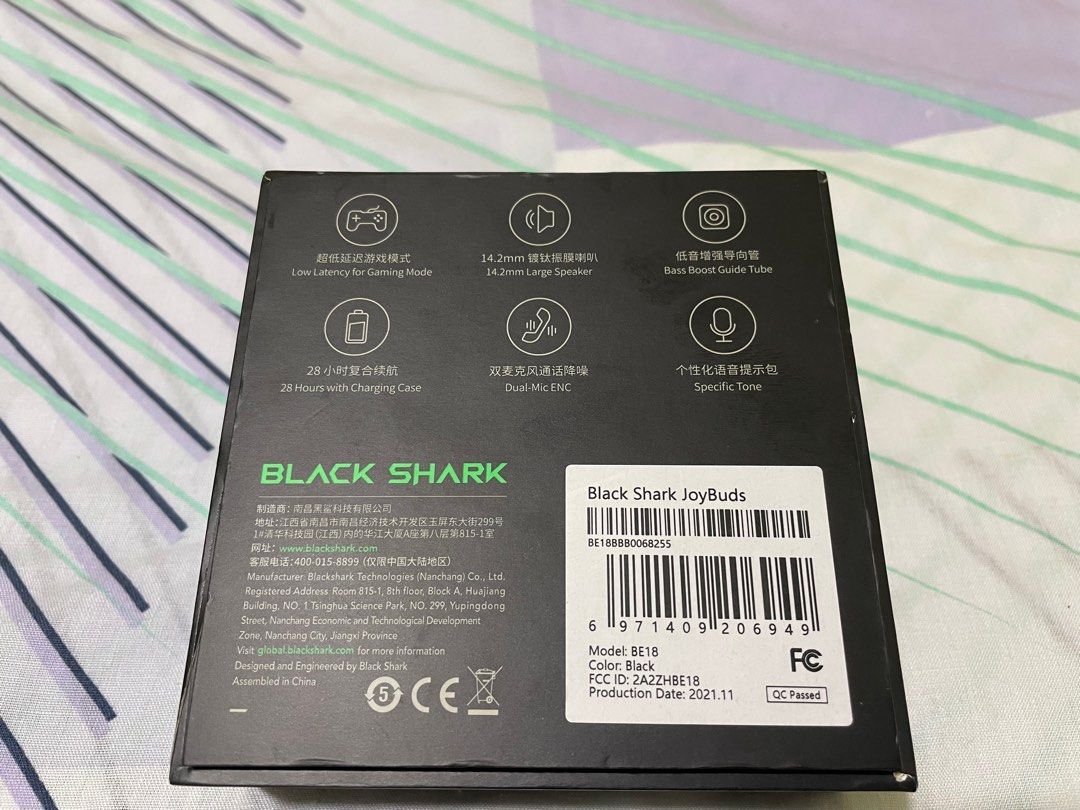 超低延迟游戏模式
Low Latency for Gaming Mode
14.2mm 镀钛振膜喇叭
14.2mm Large Speaker
低音增强导向管
Bass Boost Guide Tube
28 小时复合续航
28 Hours with Charging Case
双麦克风通话降噪
Dual-Mic ENC
个性化语音提示包
Specific Tone
BLACK SHARK
制造商：南昌黑鲨科技有限公司
地址：江西省南昌市南昌经济技术开发区玉屏东大街299号
1#清华科技园（江西）内的华江大厦A座第八层第815-1室
网址：www.blackshark.com
客服电话：400-015-8899（仅限中国大陆地区）
Manufacturer: Blackshark Technologies (Nanchang) Co., Ltd.
Registered Address Room 815-1, 8th floor, Block A, Huajiang
Building, NO. 1 Tsinghua Science Park, NO. 299, Yupingdong
Street, Nanchang Economic and Technological Development
Zone, Nanchang City, Jiangxi Province
Visit global.blackshark.com for more information
Designed and Engineered by Black Shark
Assembled in China
5
CE
Black Shark JoyBuds
BE18BBB0068255
6 971409 206949
Model: BE18
Color: Black
FCC ID: 2A2ZHBE18
Production Date: 2021.11
FC
QC Passed